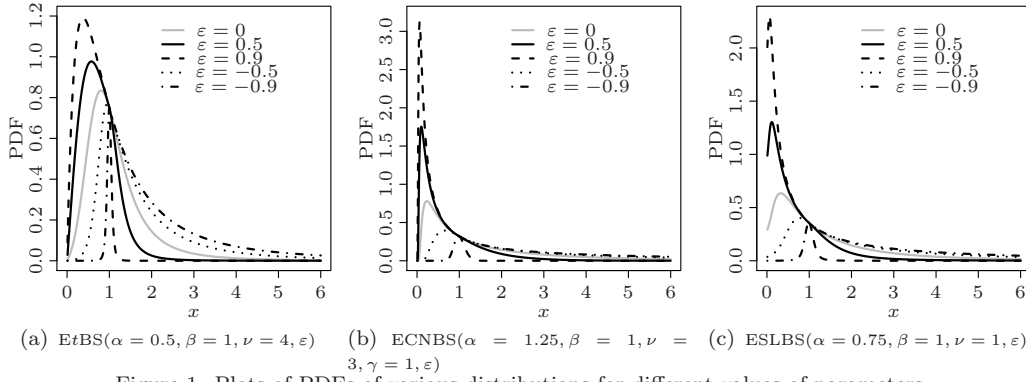 ε = 0
ε = 0.5
ε = 0.9
ε = −0.5
ε = −0.9
PDF
0.0 0.2 0.4 0.6 0.8 1.0 1.2
0 1 2 3 4 5 6
x
(a) EtBS(α = 0.5, β = 1, ν = 4, ε)
ε = 0
ε = 0.5
ε = 0.9
ε = −0.5
ε = −0.9
PDF
0.0 0.5 1.0 1.5 2.0 2.5 3.0
0 1 2 3 4 5 6
x
(b) ECNBS(α = 1.25, β = 1, ν =
3, γ = 1, ε)
ε = 0
ε = 0.5
ε = 0.9
ε = −0.5
ε = −0.9
PDF
0.0 0.5 1.0 1.5 2.0
0 1 2 3 4 5 6
x
(c) ESLBS(α = 0.75, β = 1, ν = 1, ε)
Figure 1. Plots of PDFs of various distributions for different values of parameters